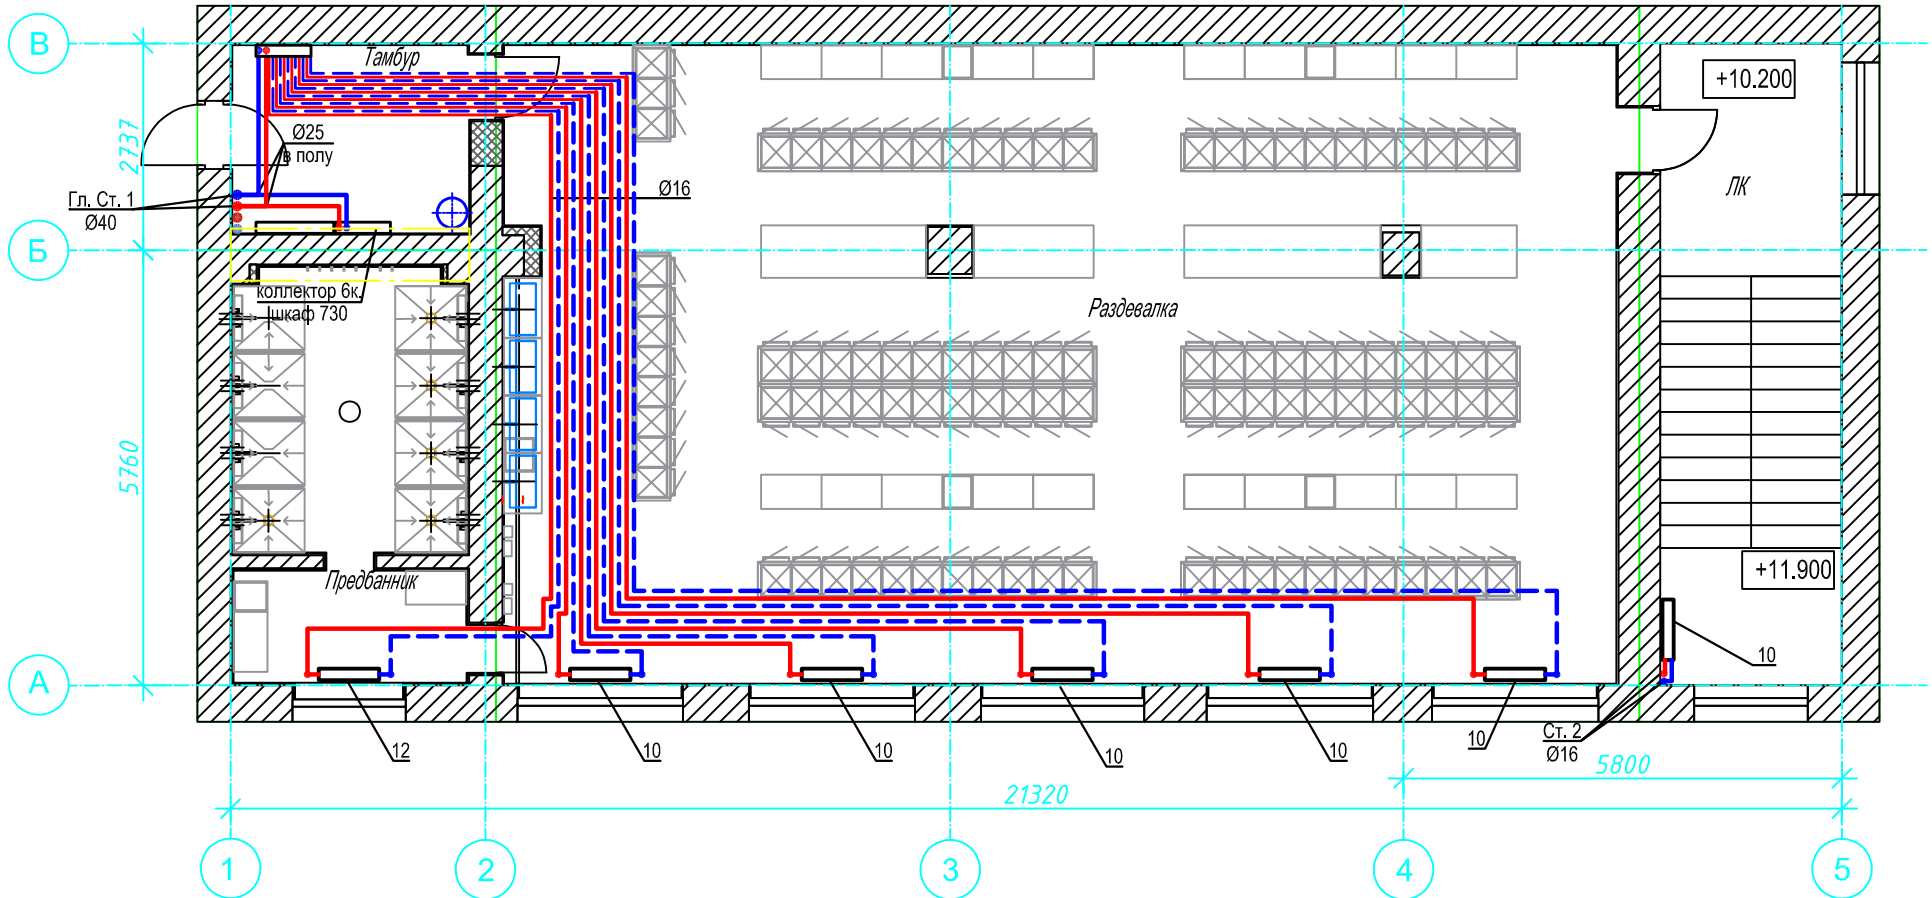 В
Тамбур
+10.200
2737
Ø25
в полу
Гл. Ст. 1
Ø40
Ø16
ЛК
Б
коллектор 6к.
шкаф 730
Раздевалка
5760
Предбанник
+11.900
А
10
12
10
10
10
10
10
Ст. 2
Ø16
5800
21320
1
2
3
4
5